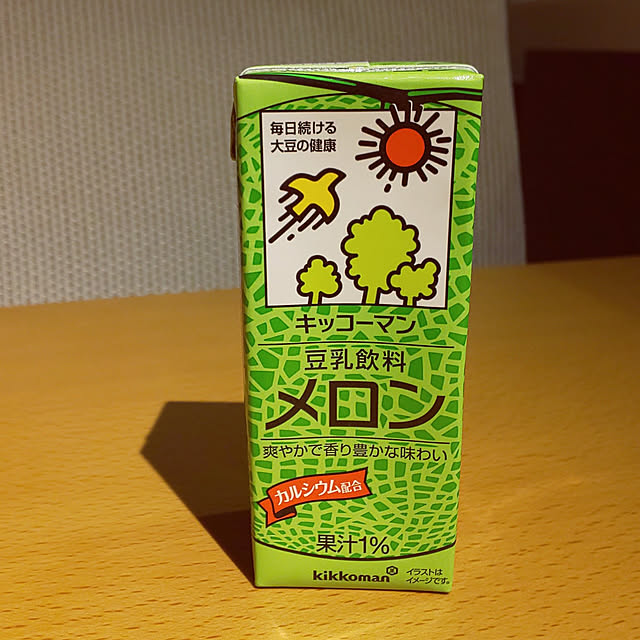 毎日続ける
大豆の健康
キッコーマン
豆乳飲料
メロン
爽やかで香り豊かな味わい
カルシウム配合
果汁1%
kikkoman
イラストは
イメージです。